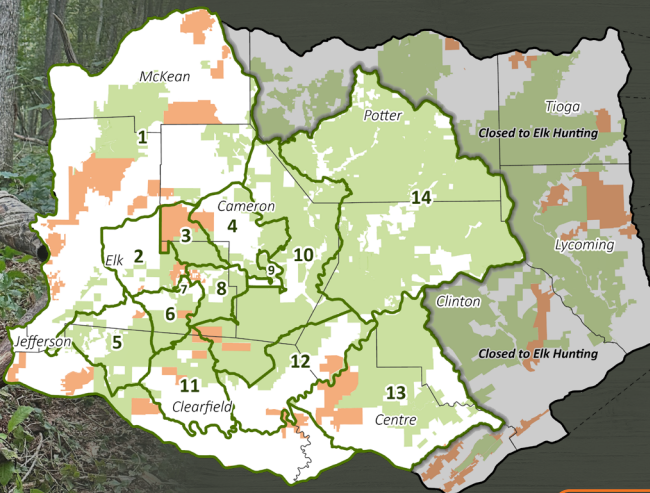 McKean
Potter
Tioga
Closed to Elk Hunting
1
14
Cameron
4
3
Lycoming
2
Elk
10
9
7
8
Clinton
6
Jefferson
5
Closed to Elk Hunting
12
11
13
Clearfield
Centre